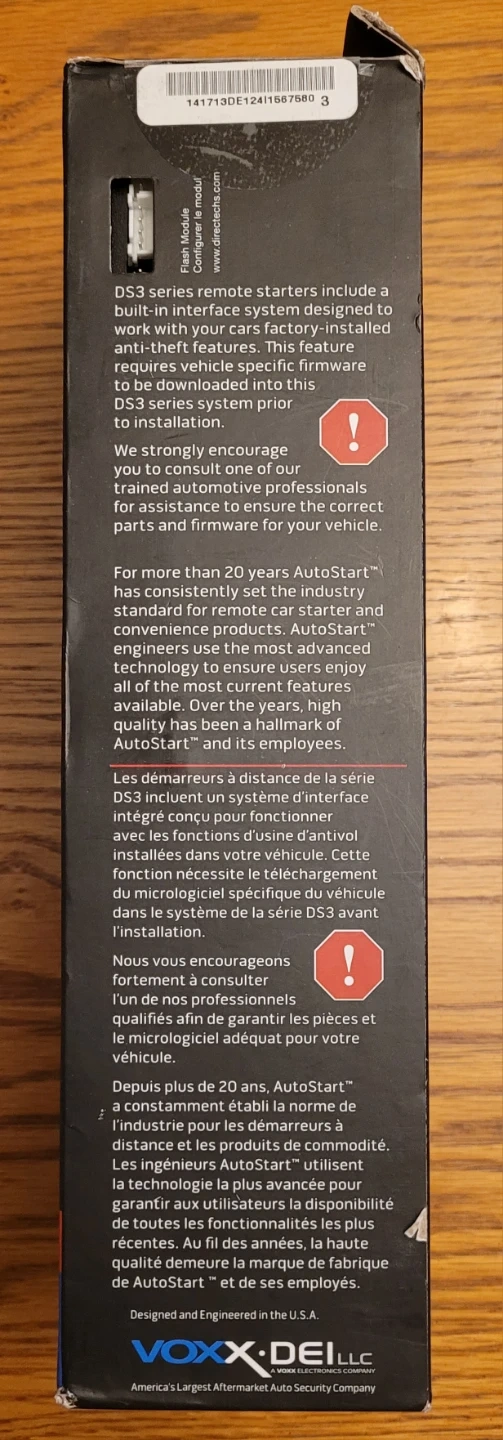 141713DE124I1567580 3
Flash Module
Configurer le modul
www.directechs.com
DS3 series remote starters include a
built-in interface system designed to
work with your cars factory-installed
anti-theft features. This feature
requires vehicle specific firmware
to be downloaded into this
DS3 series system prior
to installation.
We strongly encourage
you to consult one of our
trained automotive professionals
for assistance to ensure the correct
parts and firmware for your vehicle.
For more than 20 years AutoStart™
has consistently set the industry
standard for remote car starter and
convenience products. AutoStart™
engineers use the most advanced
technology to ensure users enjoy
all of the most current features
available. Over the years, high
quality has been a hallmark of
AutoStart™ and its employees.
Les démarreurs à distance de la série
DS3 incluent un système d'interface
intégré conçu pour fonctionner
avec les fonctions d'usine d'antivol
installées dans votre véhicule. Cette
fonction nécessite le téléchargement
du micrologiciel spécifique du véhicule
dans le système de la série DS3 avant
l'installation.
Nous vous encourageons
fortement à consulter
l'un de nos professionnels
qualifiés afin de garantir les pièces et
le micrologiciel adéquat pour votre
véhicule.
Depuis plus de 20 ans, AutoStart™
a constamment établi la norme de
l'industrie pour les démarreurs à
distance et les produits de commodité.
Les ingénieurs AutoStart™ utilisent
la technologie la plus avancée pour
garantir aux utilisateurs la disponibilité
de toutes les fonctionnalités les plus
récentes. Au fil des années, la haute
qualité demeure la marque de fabrique
de AutoStart ™ et de ses employés.
Designed and Engineered in the U.S.A.
VOXX·DEI LLC
A VOXX ELECTRONICS COMPANY
America's Largest Aftermarket Auto Security Company